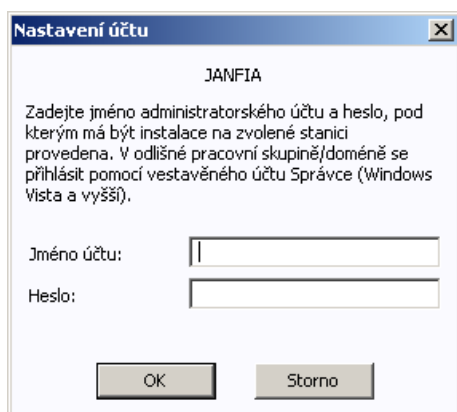 Nastavení účtu
JANFIA
Zadejte jméno administratorského účtu a heslo, pod
kterým má být instalace na zvolené stanici
provedena. V odlišné pracovní skupině/doméně se
přihlásit pomocí vestavěného účtu Správce (Windows
Vista a vyšší).
Jméno účtu:
Heslo:
OK Storno